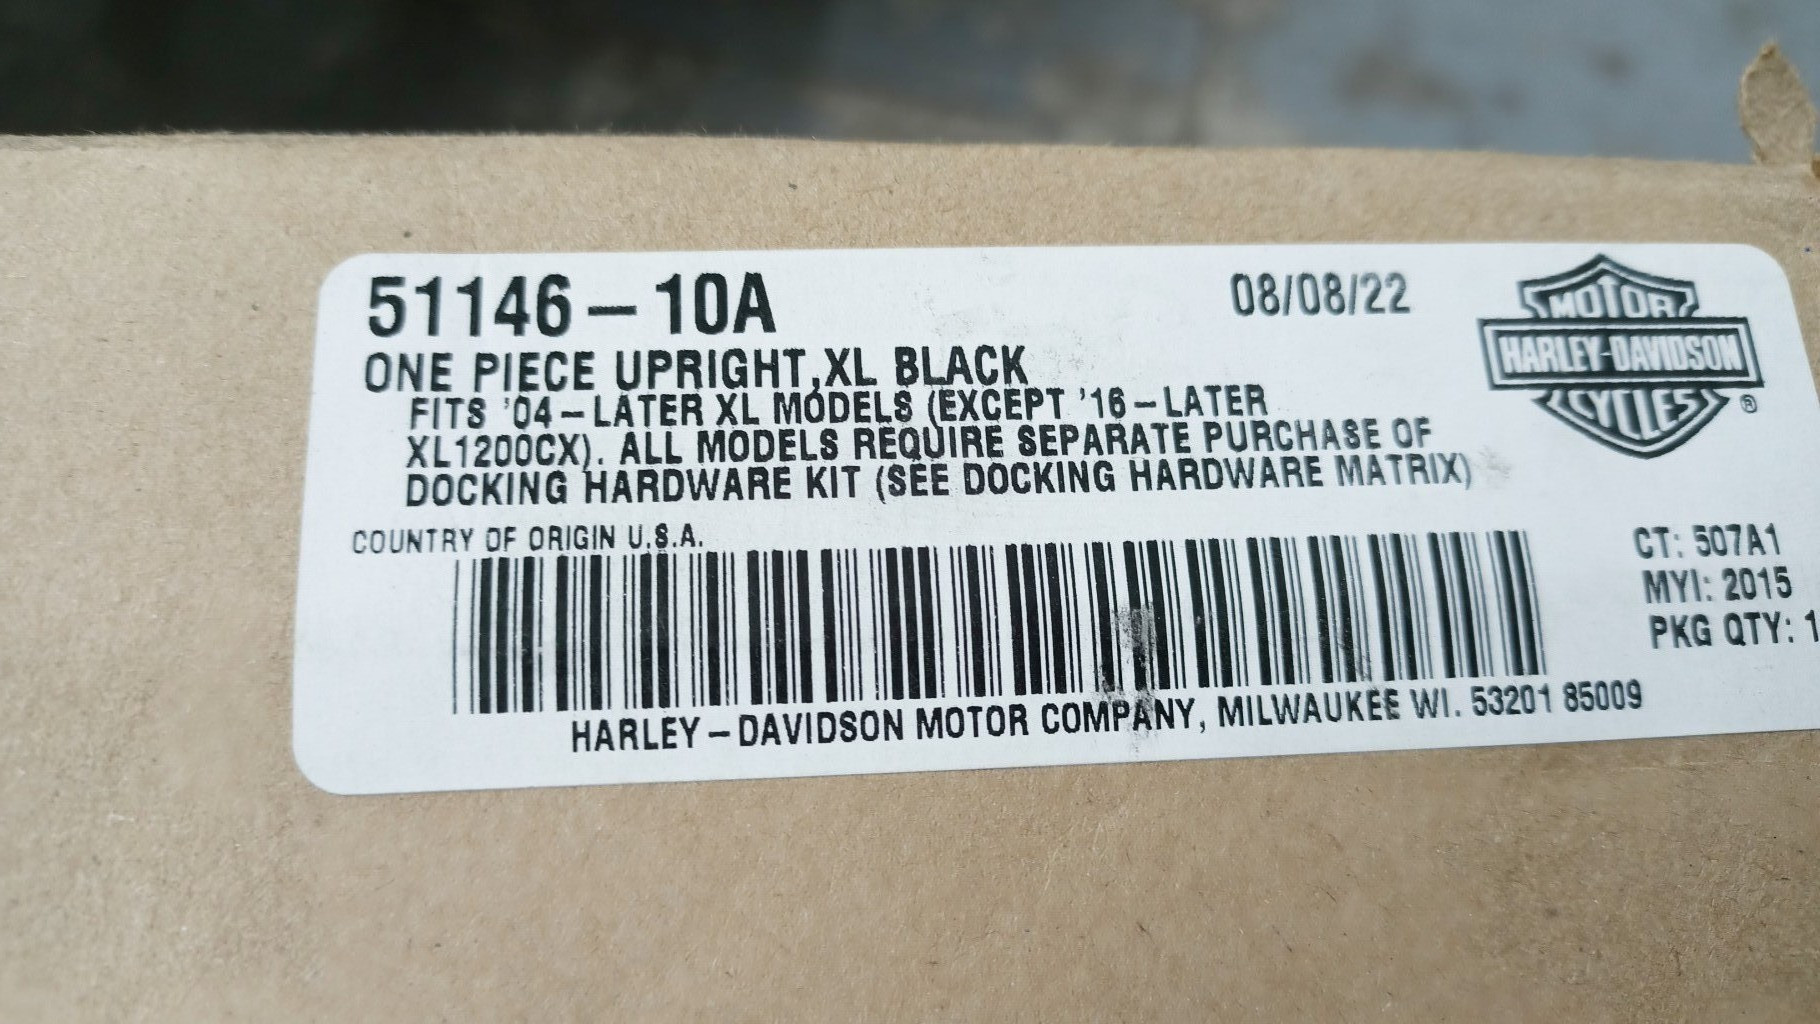 51146-10A
08/08/22
MOTOR
HARLEY-DAVIDSON
CYCLES
®
ONE PIECE UPRIGHT,XL BLACK
FITS '04-LATER XL MODELS (EXCEPT '16-LATER
XL1200CX). ALL MODELS REQUIRE SEPARATE PURCHASE OF
DOCKING HARDWARE KIT (SEE DOCKING HARDWARE MATRIX)
COUNTRY OF ORIGIN U.S.A.
CT: 507A1
MYI: 2015
PKG QTY: 1
HARLEY-DAVIDSON MOTOR COMPANY, MILWAUKEE WI. 53201 85009